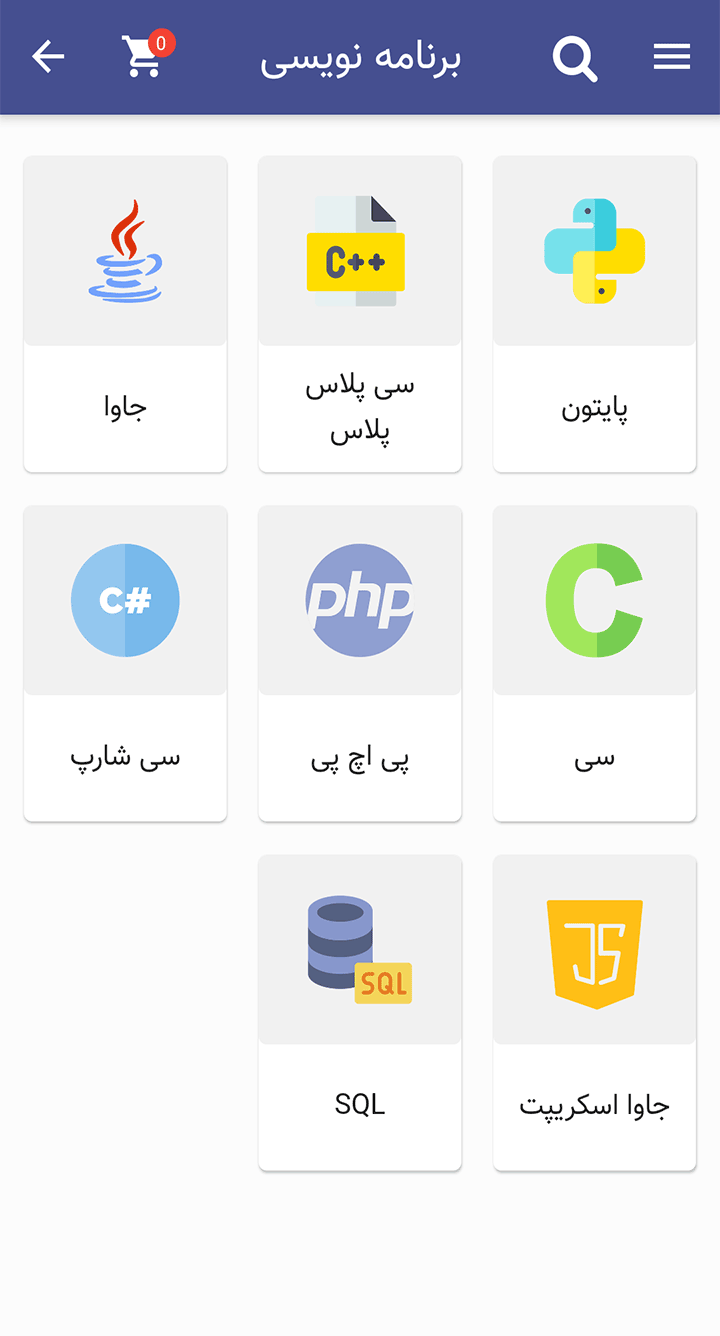 برنامه نویسی
0
C++
پایتون
سی پلاس
پلاس
جاوا
php
C#
C
سی
پی اچ پی
سی شارپ
JS
SQL
جاوا اسکریپت
SQL